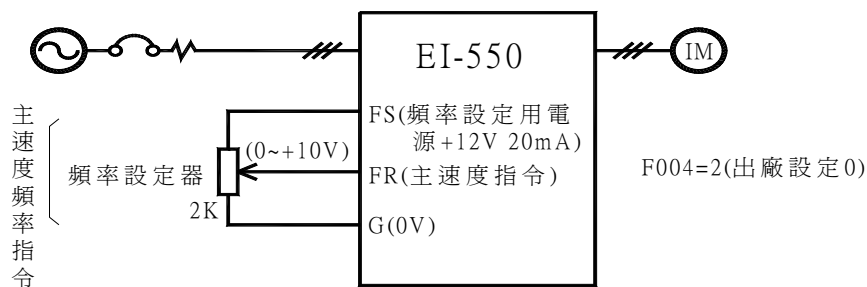 EI-550
IM
FS(頻率設定用電
源+12V 20mA)
(0~+10V)
FR(主速度指令)
2K
G(0V)
主速度頻率指令
頻率設定器
F004=2(出廠設定0)